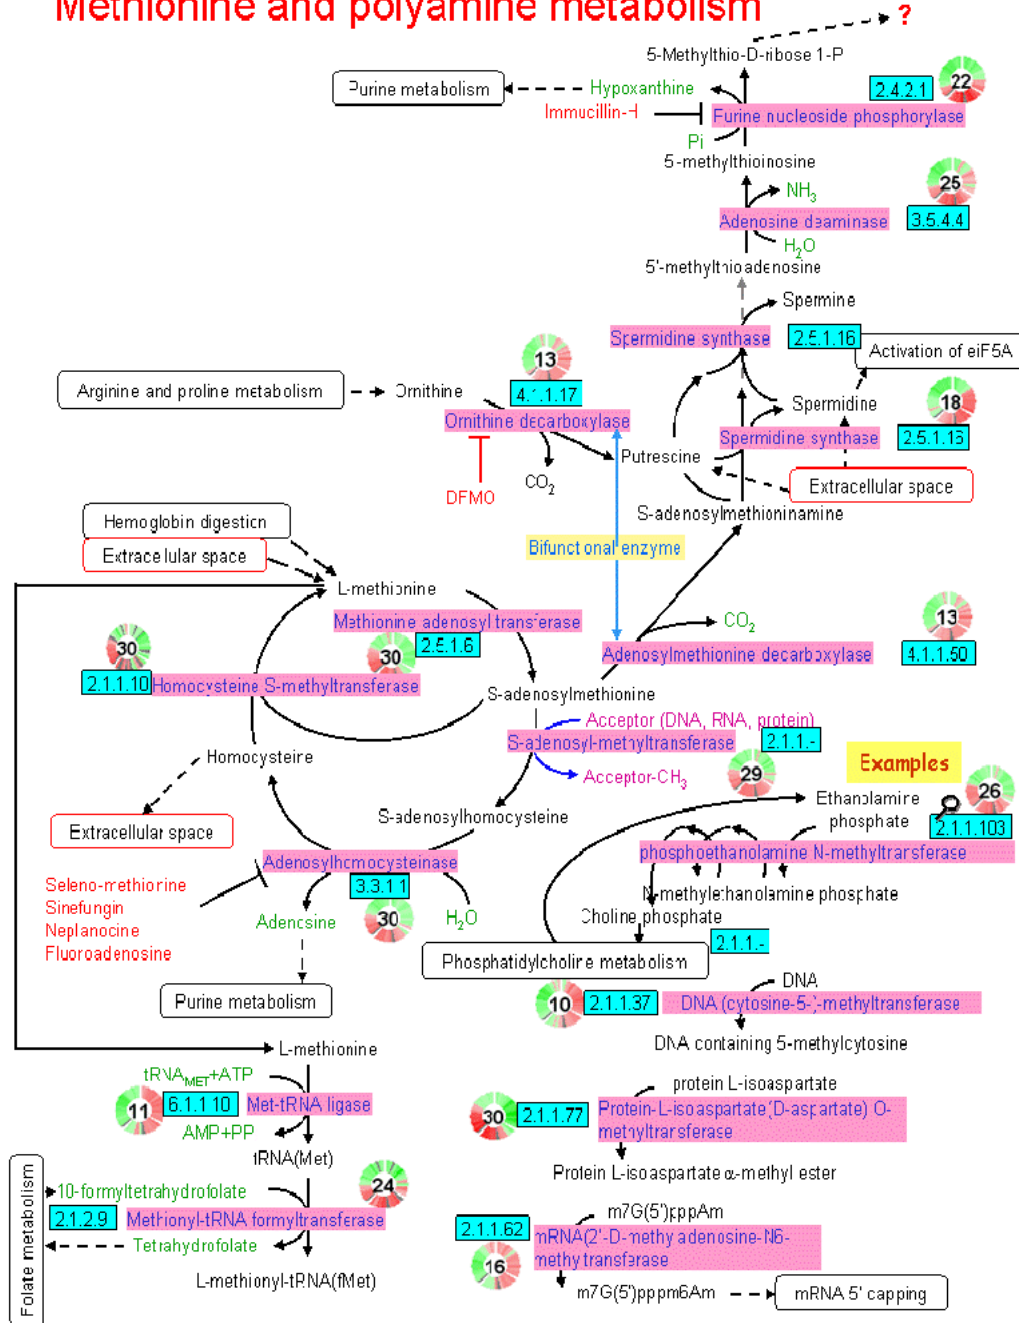 Methionine and polyamine metabolism
?
5-Methylthio-D-ribose 1-P
Purine metabolism
Hypoxanthine
2.4.2.1
22
Immucillin-H
Furine nucleoside phosphorylase
Pi
5-methylthioinosine
25
NH3
Adenosine deaminase
3.5.4.4
H2O
5'-methylthioadenosine
Spermine
Spermidine synthase
2.5.1.16
Activation of eiF5A
13
Arginine and proline metabolism
Ornithine
4.1.1.17
Spermidine
18
Ornithine decarboxylase
Spermidine synthase
2.5.1.16
Putrescine
CO2
DFMO
Extracellular space
S-adenosylmethioninamine
Hemoglobin digestion
Extracellular space
Bifunctional enzyme
L-methionine
Methionine adenosyl transferase
CO2
13
30
30
2.5.1.6
Adenosylmethionine decarboxylase
4.1.1.50
2.1.1.10
Homocysteine S-methyltransferase
S-adenosylmethionine
Acceptor (DNA, RNA, protein)
S-adenosyl-methyltransferase
2.1.1.-
Homocysteine
Examples
Acceptor-CH3
29
26
Ethanolamine
phosphate
2.1.1.103
S-adenosylhomocysteine
Extracellular space
phosphoethanolamine N-methyltransferase
Adenosylhomocysteinase
3.3.1.1
Seleno-methiorine
Sinefungin
Neplanocine
Fluoroadenosine
N-methylethanolamine phosphate
Adenosine
30
H2O
Choline phosphate
2.1.1.-
Phosphatidylcholine metabolism
Purine metabolism
DNA
10
2.1.1.37
DNA (cytosine-5-)-methyltransferase
DNA containing 5-methylcytosine
L-methionine
tRNAMET+ATP
11
6.1.1.10
Met-tRNA ligase
AMP+PP
tRNA(Met)
protein L-isoaspartate
30
2.1.1.77
Protein-L-isoaspartate(D-aspartate) O-
methyltransferase
Protein L-isoaspartate α-methyl ester
Folate metabolism
10-formyltetrahydrofolate
24
2.1.2.9
Methionyl-tRNA formyltransferase
Tetrahydrofolate
L-methionyl-tRNA(fMet)
m7G(5')pppAm
2.1.1.62
mRNA(2'-O-methyladenosine-N6-
methyltransferase
16
m7G(5')pppm6Am
mRNA 5' capping